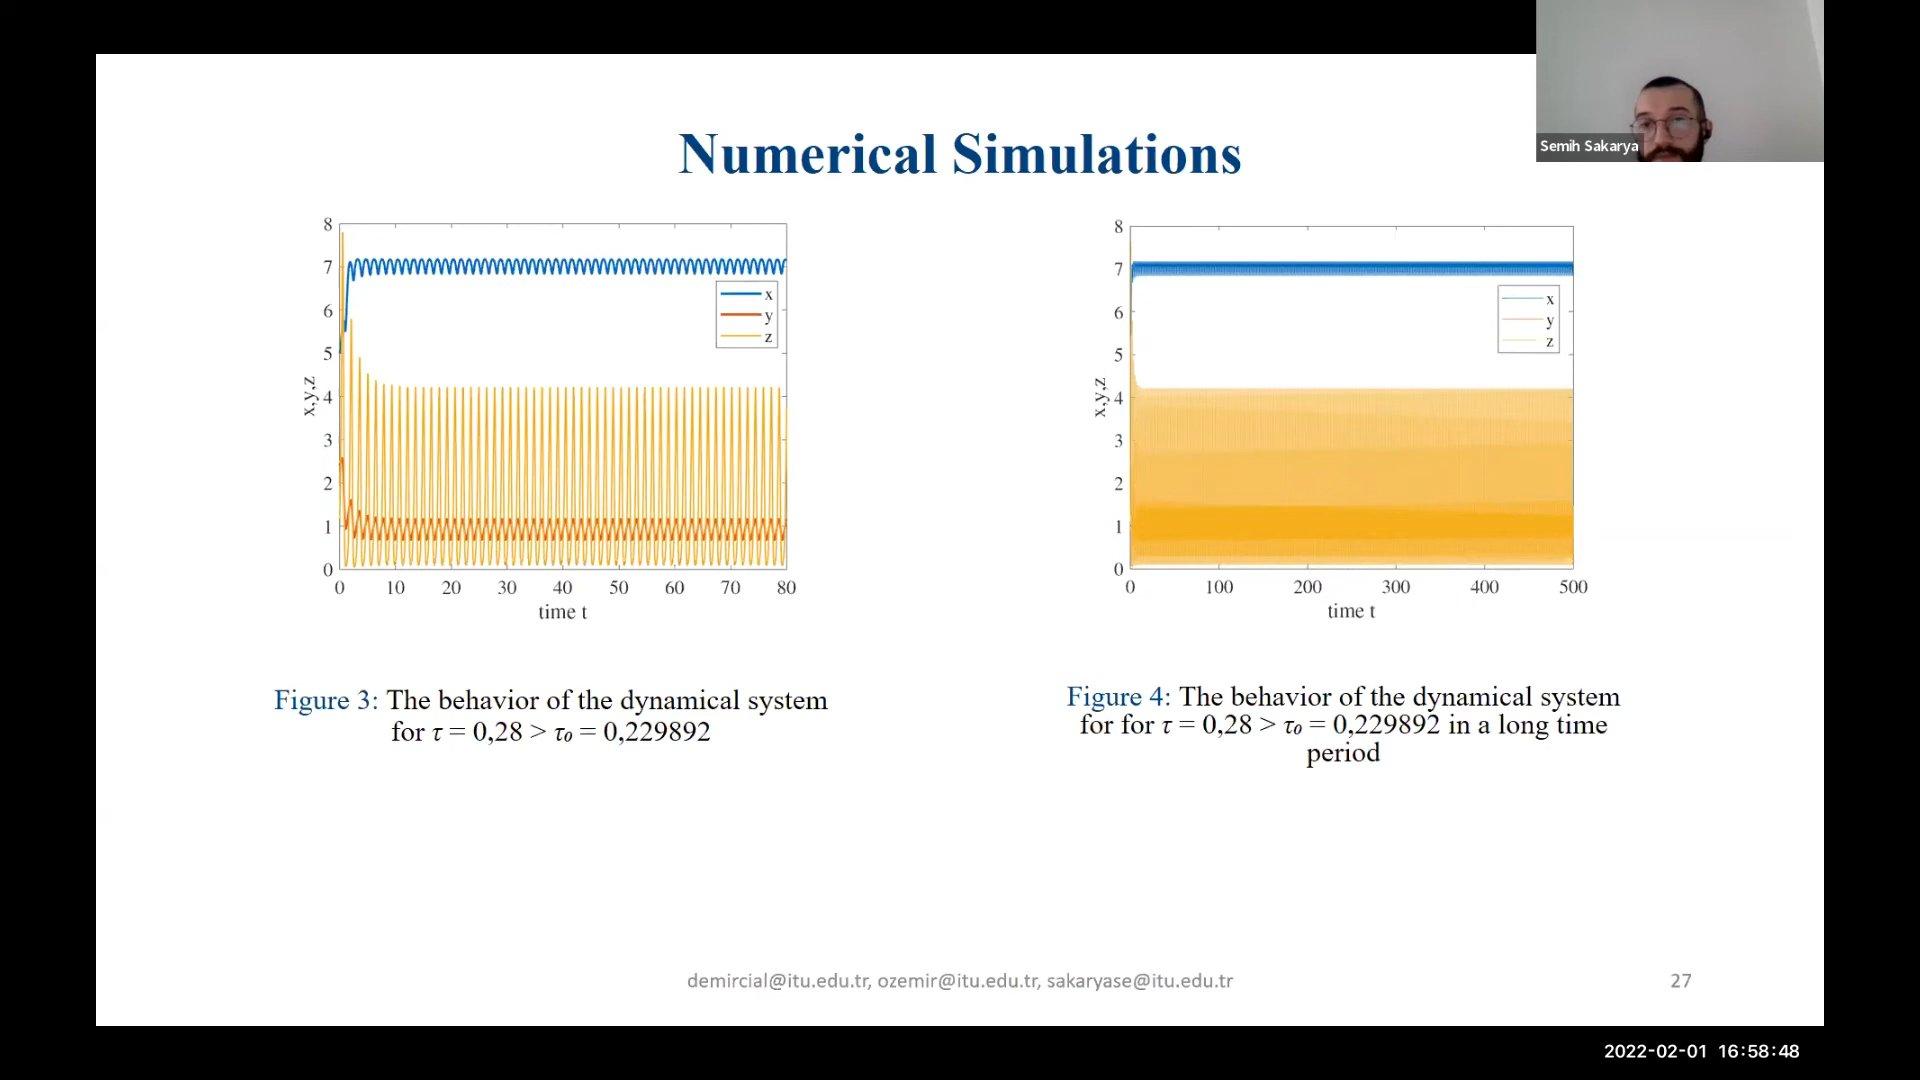 Semih Sakarya
Numerical Simulations
8
7
6
5
4
3
2
1
0
x,y,z
x
y
z
0 10 20 30 40 50 60 70 80
time t
8
7
6
5
4
3
2
1
0
x,y,z
x
y
z
0 100 200 300 400 500
time t
Figure 3: The behavior of the dynamical system
for τ = 0,28 > τ₀ = 0,229892
Figure 4: The behavior of the dynamical system
for for τ = 0,28 > τ₀ = 0,229892 in a long time
period
demircial@itu.edu.tr, ozemir@itu.edu.tr, sakaryase@itu.edu.tr
27
2022-02-01 16:58:48